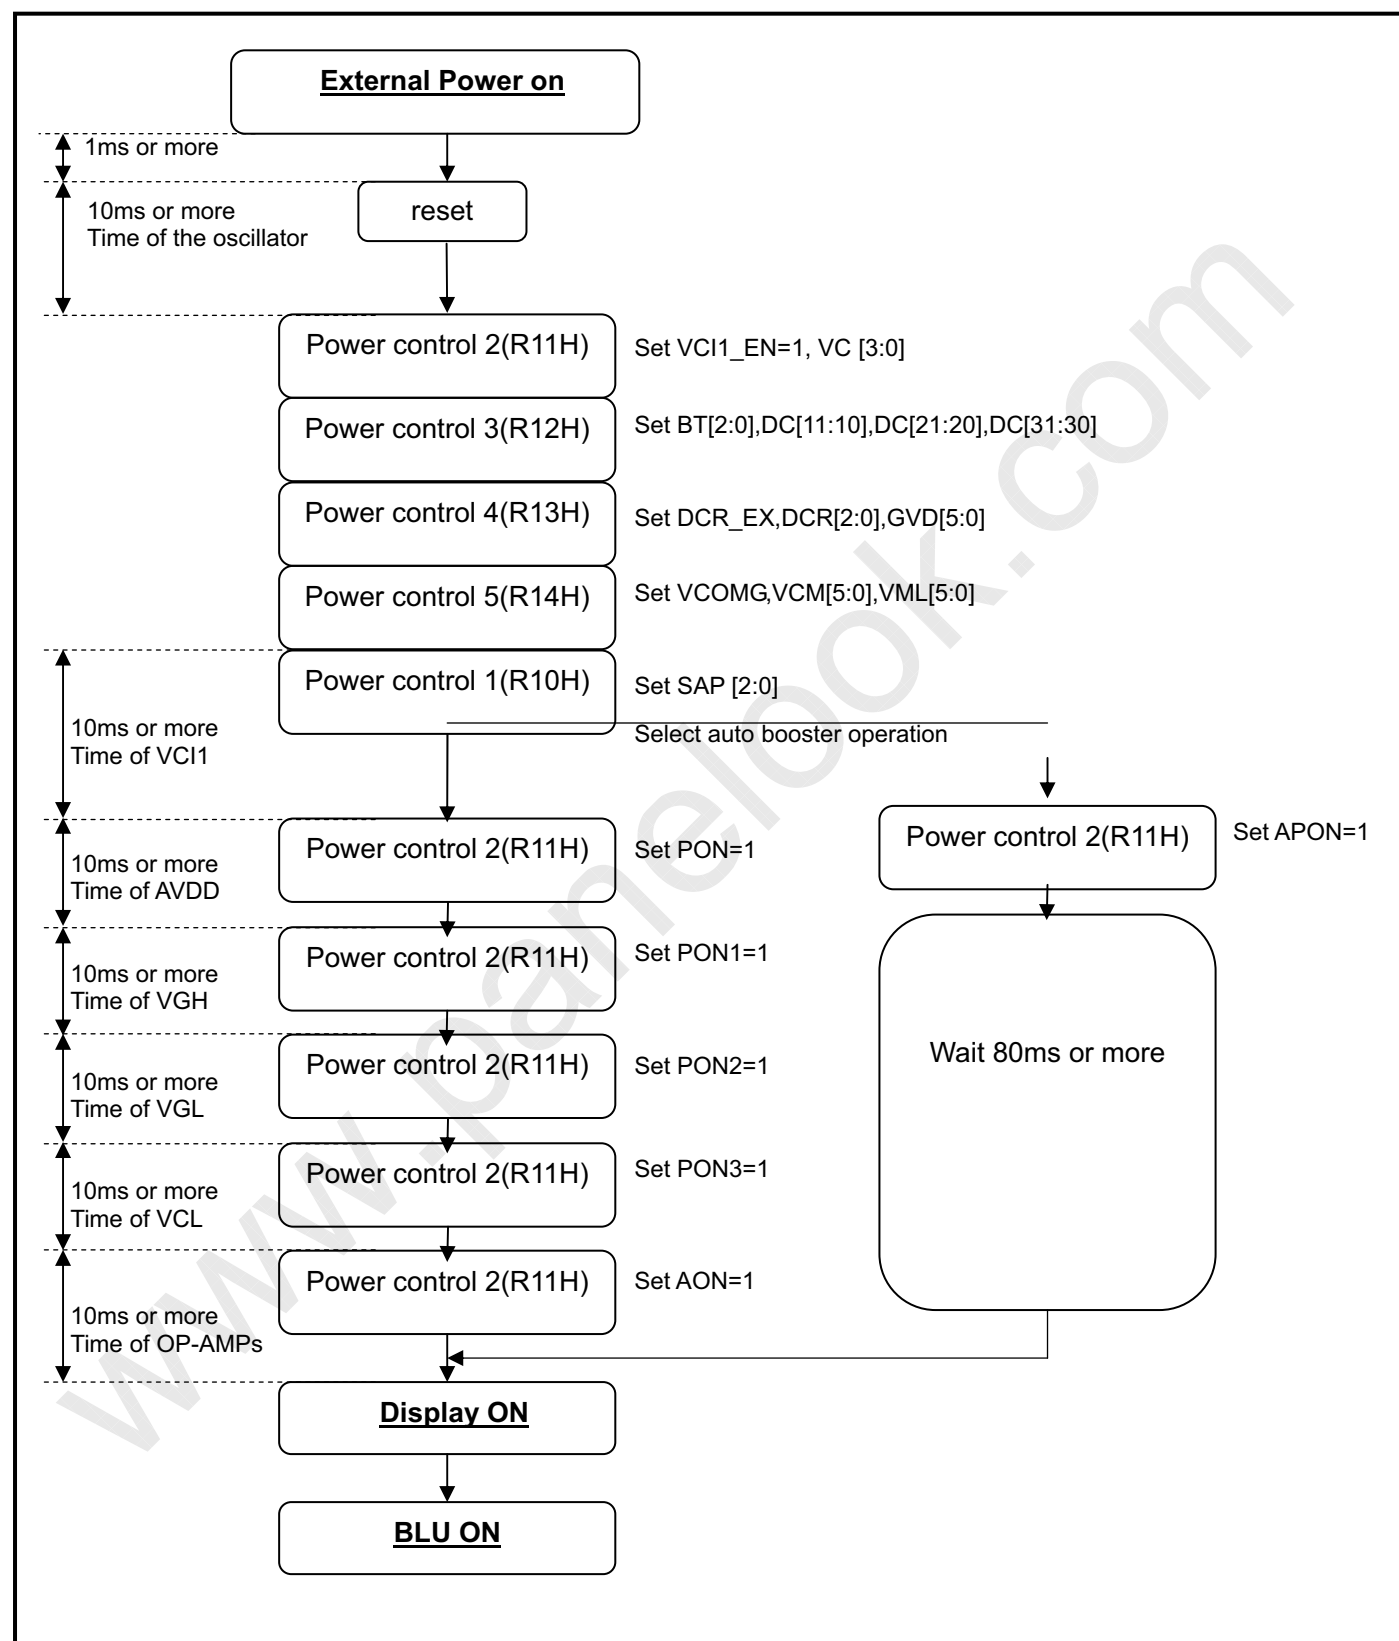 External Power on
1ms or more
reset
10ms or more
Time of the oscillator
Power control 2(R11H)
Set VCI1_EN=1, VC [3:0]
Power control 3(R12H)
Set BT[2:0],DC[11:10],DC[21:20],DC[31:30]
Power control 4(R13H)
Set DCR_EX,DCR[2:0],GVD[5:0]
Power control 5(R14H)
Set VCOMG,VCM[5:0],VML[5:0]
Power control 1(R10H)
Set SAP [2:0]
10ms or more
Time of VCI1
Select auto booster operation
Power control 2(R11H)
Set PON=1
Power control 2(R11H)
Set APON=1
10ms or more
Time of AVDD
Power control 2(R11H)
Set PON1=1
10ms or more
Time of VGH
Power control 2(R11H)
Set PON2=1
Wait 80ms or more
10ms or more
Time of VGL
Power control 2(R11H)
Set PON3=1
10ms or more
Time of VCL
Power control 2(R11H)
Set AON=1
10ms or more
Time of OP-AMPs
Display ON
BLU ON
www.panelook.com